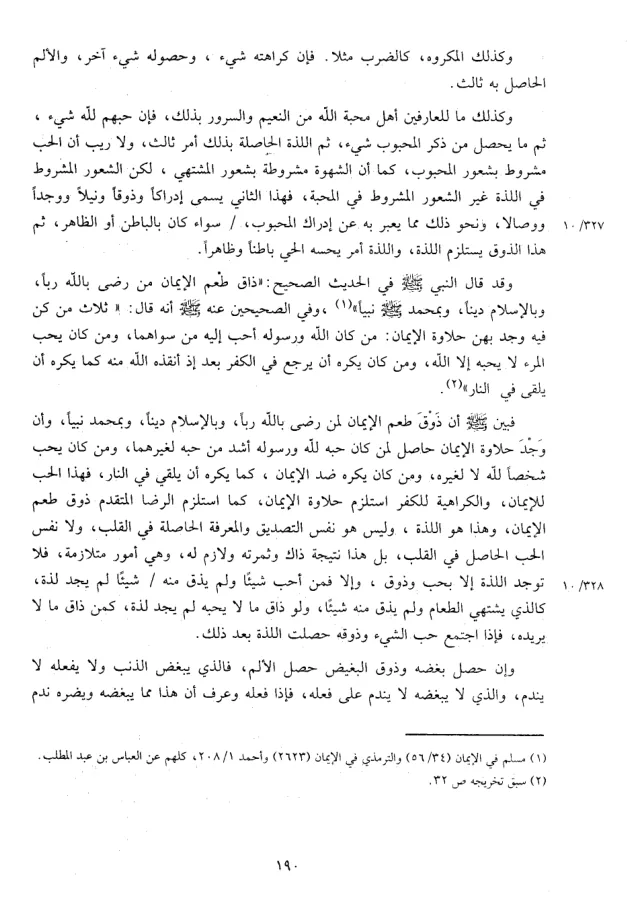 وكذلك المكروه، كالضرب مثلا. فإن كراهته شيء ، وحصوله شيء آخر، والألم
الحاصل به ثالث.
وكذلك ما للعارفين أهل محبة الله من النعيم والسرور بذلك، فإن حبهم لله شيء ،
ثم ما يحصل من ذكر المحبوب شيء، ثم اللذة الحاصلة بذلك أمر ثالث، ولا ريب أن الحب
مشروط بشعور المحبوب، كما أن الشهوة مشروطة بشعور المشتهي ، لكن الشعور المشروط
في اللذة غير الشعور المشروط في المحبة، فهذا الثاني يسمى إدراكاً وذوقاً ونيلاً ووجداً
ووصالا، ونحو ذلك مما يعبر به عن إدراك المحبوب، / سواء كان بالباطن أو الظاهر، ثم
١٠/٣٢٧
هذا الذوق يستلزم اللذة، واللذة أمر يحسه الحي باطناً وظاهراً.
وقد قال النبي ﷺ في الحديث الصحيح: «ذاق طعْم الإيمان من رضى بالله رباً،
وبالإسلام ديناً، وبمحمد ﷺ نبياً»(١) ،وفي الصحيحين عنه ﷺ أنه قال: « ثلاث من كن
فيه وجد بهن حلاوة الإيمان: من كان الله ورسوله أحب إليه من سواهما، ومن كان يحب
المرء لا يحبه إلا الله، ومن كان يكره أن يرجع في الكفر بعد إذ أنقذه الله منه كما يكره أن
يلقى في النار»(٢).
فبين ﷺ أن ذَوْقَ طعم الإيمان لمن رضى بالله رباً، وبالإسلام ديناً، وبمحمد نبياً، وأن
وَجْدَ حلاوة الإيمان حاصل لمن كان حبه لله ورسوله أشد من حبه لغيرهما، ومن كان يحب
شخصاً لله لا لغيره، ومن كان يكره ضد الإيمان ، كما يكره أن يلقي في النار، فهذا الحب
للإيمان، والكراهية للكفر استلزم حلاوة الإيمان، كما استلزم الرضا المتقدم ذوق طعم
الإيمان، وهذا هو اللذة ، وليس هو نفس التصديق والمعرفة الحاصلة في القلب، ولا نفس
الحب الحاصل في القلب، بل هذا نتيجة ذاك وثمرته ولازم له، وهي أمور متلازمة، فلا
توجد اللذة إلا بحب وذوق ، وإلا فمن أحب شيئًا ولم يذق منه / شيئًا لم يجد لذة،
١٠/٣٢٨
كالذي يشتهي الطعام ولم يذق منه شيئًا، ولو ذاق ما لا يحبه لم يجد لذة، كمن ذاق ما لا
يريده، فإذا اجتمع حب الشيء وذوقه حصلت اللذة بعد ذلك.
وإن حصل بغضه وذوق البغيض حصل الألم، فالذي يبغض الذنب ولا يفعله لا
يندم، والذي لا يبغضه لا يندم على فعله، فإذا فعله وعرف أن هذا مما يبغضه ويضره ندم
(١) مسلم في الإيمان (٥٦/٣٤) والترمذي في الإيمان (٢٦٢٣) وأحمد ٢٠٨/١، كلهم عن العباس بن عبد المطلب.
(٢) سبق تخريجه ص ٣٢.
١٩٠